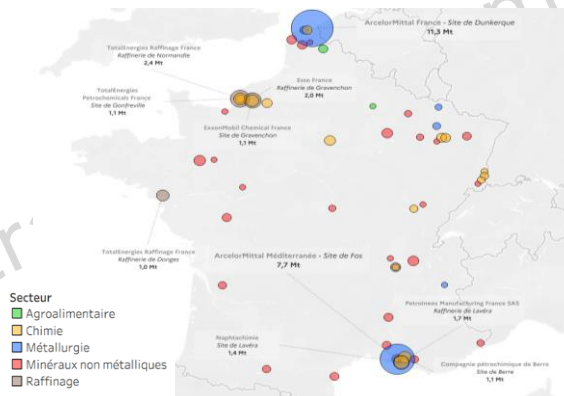 ArcelorMittal France - Site de Dunkerque
11,3 Mt
TotalEnergies Raffinage France
Raffinerie de Normandie
2,4 Mt
TotalEnergies
Petrochemicals France
Site de Gonfreville
1,1 Mt
Esso France
Raffinerie de Gravenchon
2,0 Mt
ExxonMobil Chemical France
Site de Gravenchon
1,1 Mt
TotalEnergies Raffinage France
Raffinerie de Donges
1,0 Mt
ArcelorMittal Méditerranée - Site de Fos
7,7 Mt
Petroineos Manufacturing France SAS
Raffinerie de Lavéra
1,7 Mt
Naphtachimie
Site de Lavéra
1,4 Mt
Compagnie pétrochimique de Berre
Site de Berre
1,1 Mt
Secteur
Agroalimentaire
Chimie
Métallurgie
Minéraux non métalliques
Raffinage